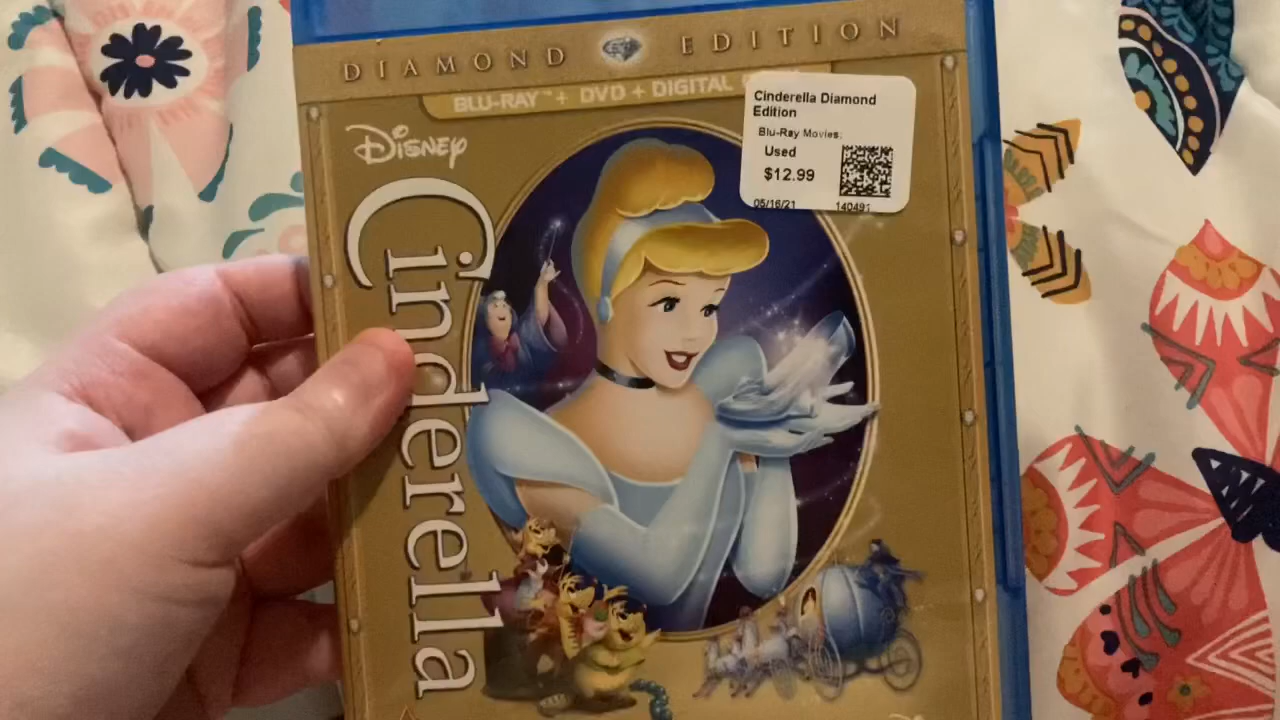 DIAMOND EDITION
BLU-RAY™ + DVD + DIGITAL
Disney
Cinderella
Cinderella Diamond
Edition
Blu-Ray Movies:
Used
$12.99
05/16/21 140491